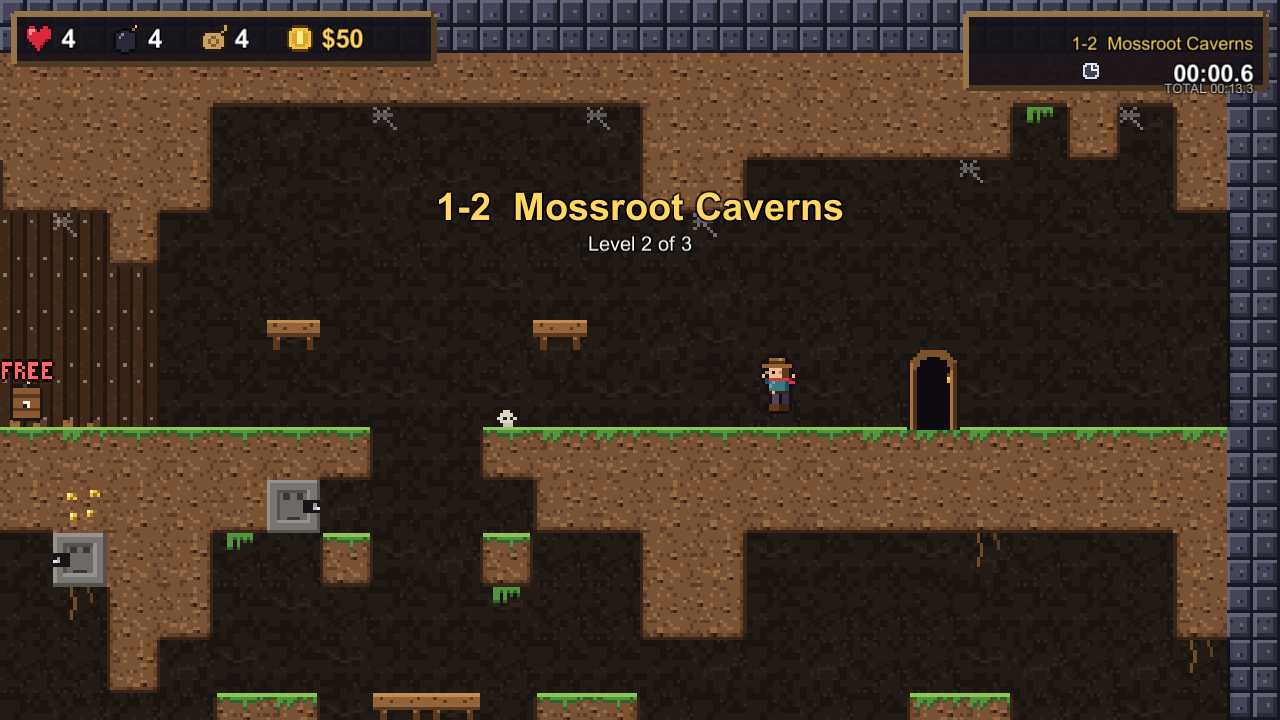 4 4 4 $50
1-2 Mossroot Caverns
00:00.6
TOTAL 00:13.3
1-2 Mossroot Caverns
Level 2 of 3
FREE